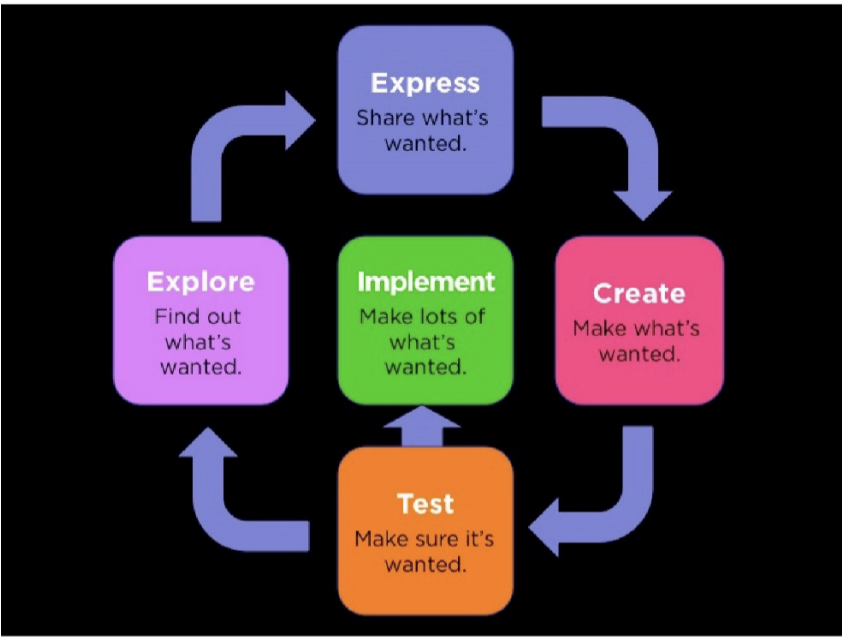 Express
Share what's
wanted.
Explore
Find out
what's
wanted.
Implement
Make lots of
what's
wanted.
Create
Make what's
wanted.
Test
Make sure it's
wanted.